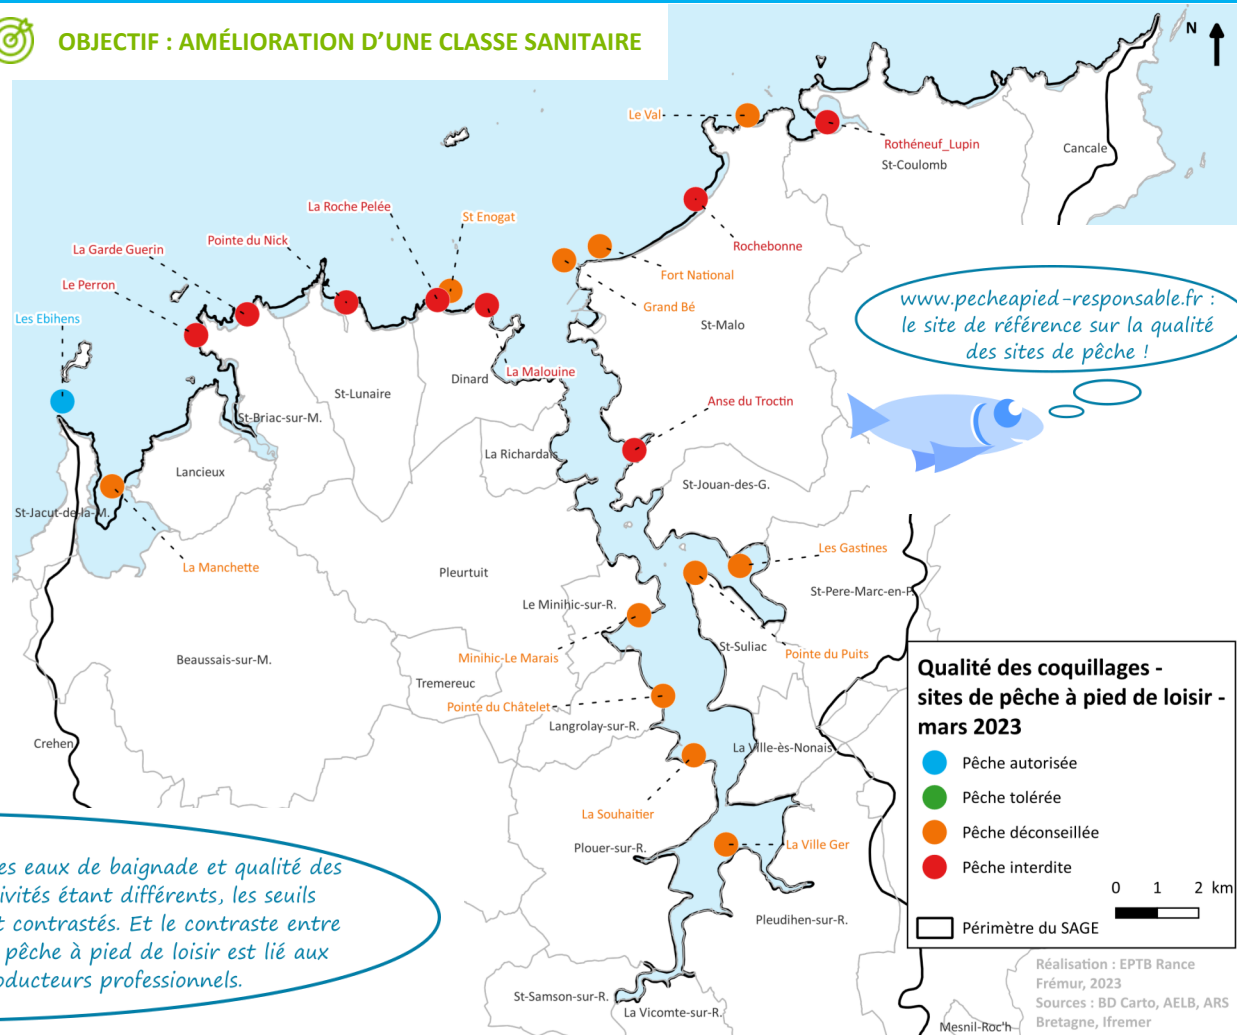 OBJECTIF : AMÉLIORATION D'UNE CLASSE SANITAIRE
N
Le Val
Rothéneuf_Lupin
St-Coulomb
Cancale
La Roche Pelée
St Enogat
Pointe du Nick
La Garde Guerin
Le Perron
Les Ebihens
Rochebonne
Fort National
Grand Bé
St-Malo
www.pecheapied-responsable.fr :
le site de référence sur la qualité
des sites de pêche !
La Malouine
Dinard
St-Lunaire
St-Briac-sur-M.
Anse du Troctin
La Richardais
Lancieux
St-Jouan-des-G.
St-Jacut-de-la-M.
La Manchette
Les Gastines
Pleurtuit
St-Pere-Marc-en-P.
Le Minihic-sur-R.
St-Suliac
Pointe du Puits
Minihic-Le Marais
Beaussais-sur-M.
Tremereuc
Pointe du Châtelet
Langrolay-sur-R.
Crehen
La Ville-ès-Nonais
La Souhaitier
Plouer-sur-R.
La Ville Ger
Pleudihen-sur-R.
St-Samson-sur-R.
La Vicomte-sur-R.
Mesnil-Roc'h
Qualité des coquillages -
sites de pêche à pied de loisir -
mars 2023
Pêche autorisée
Pêche tolérée
Pêche déconseillée
Pêche interdite
0 1 2 km
Périmètre du SAGE
Réalisation : EPTB Rance
Frémur, 2023
Sources : BD Carto, AELB, ARS
Bretagne, Ifremer
es eaux de baignade et qualité des
ivités étant différents, les seuils
t contrastés. Et le contraste entre
pêche à pied de loisir est lié aux
oducteurs professionnels.